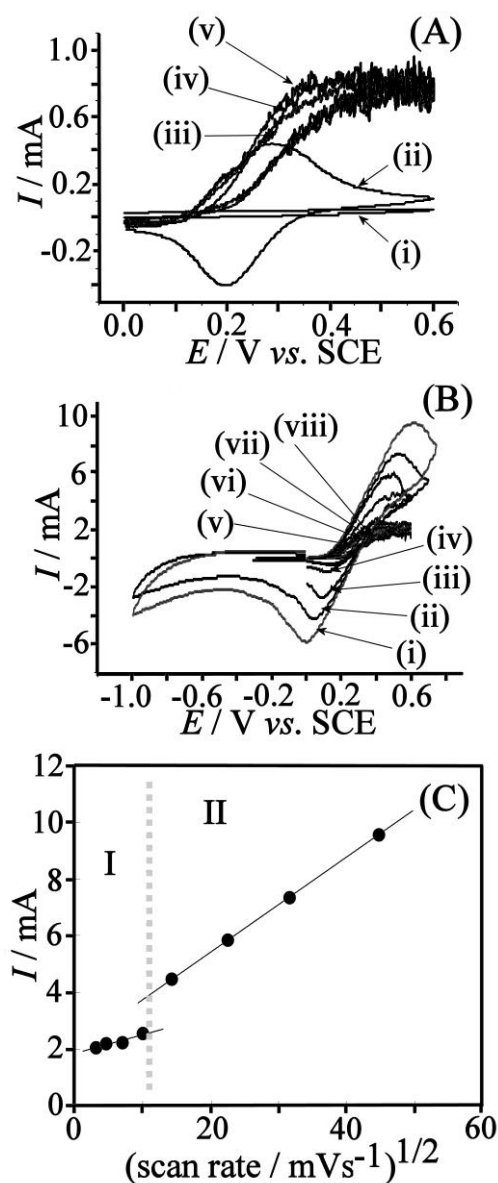 (A)
1.0
0.6
0.2
-0.2
I / mA
(v)
(iv)
(iii)
(ii)
(i)
0.0 0.2 0.4 0.6
E / V vs. SCE
(B)
10
6
2
-2
-6
I / mA
(viii)
(vii)
(vi)
(v)
(iv)
(iii)
(ii)
(i)
-1.0 -0.6 -0.2 0.2 0.6
E / V vs. SCE
(C)
I II
12
10
8
6
4
2
0
I / mA
0 20 40 60
(scan rate / mVs-1)1/2